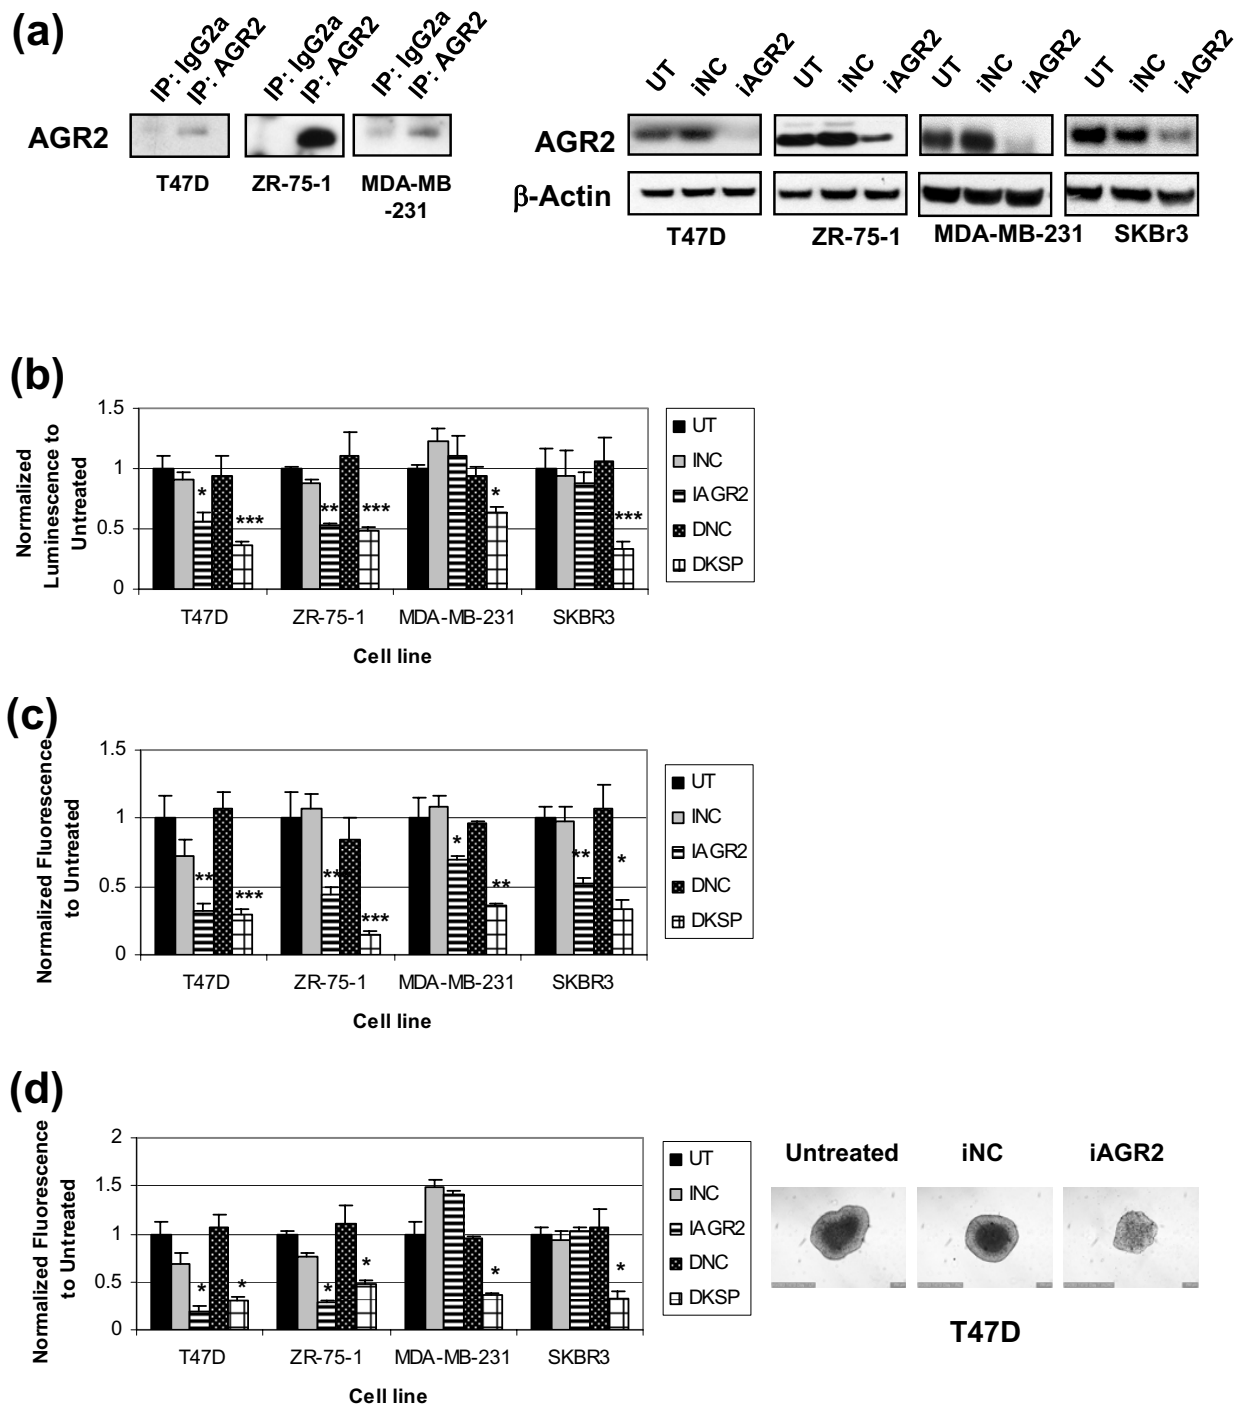 (a)
IP: IgG2a
IP: AGR2
IP: IgG2a
IP: AGR2
IP: IgG2a
IP: AGR2
AGR2
T47D
ZR-75-1
MDA-MB
-231
UT
iNC
iAGR2
UT
iNC
iAGR2
UT
iNC
iAGR2
UT
iNC
iAGR2
AGR2
β-Actin
T47D
ZR-75-1
MDA-MB-231
SKBr3
(b)
Normalized
Luminescence to
Untreated
1.5
1
0.5
0
* *** ** *** * ***
T47D ZR-75-1 MDA-MB-231 SKBR3
Cell line
UT
INC
IAGR2
DNC
DKSP
(c)
Normalized Fluorescence
to Untreated
1.5
1
0.5
0
** *** ** *** * ** ** *
T47D ZR-75-1 MDA-MB-231 SKBR3
Cell line
UT
INC
IAGR2
DNC
DKSP
(d)
Normalized Fluorescence
to Untreated
2
1.5
1
0.5
0
* * * * * *
T47D ZR-75-1 MDA-MB-231 SKBR3
Cell line
UT
INC
IAGR2
DNC
DKSP
Untreated iNC iAGR2
T47D